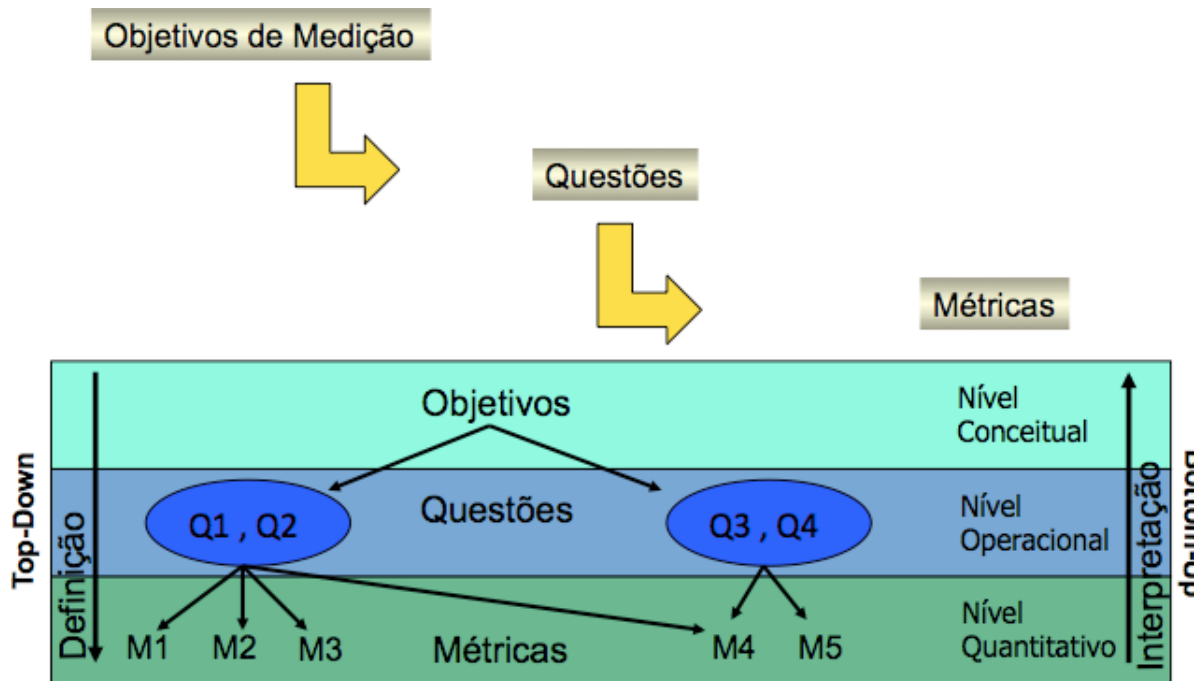 Objetivos de Medição
Questões
Métricas
Top-Down
Definição
Objetivos
Nível
Conceitual
Q1 , Q2
Questões
Q3 , Q4
Nível
Operacional
M1
M2
M3
Métricas
M4
M5
Nível
Quantitativo
Interpretação